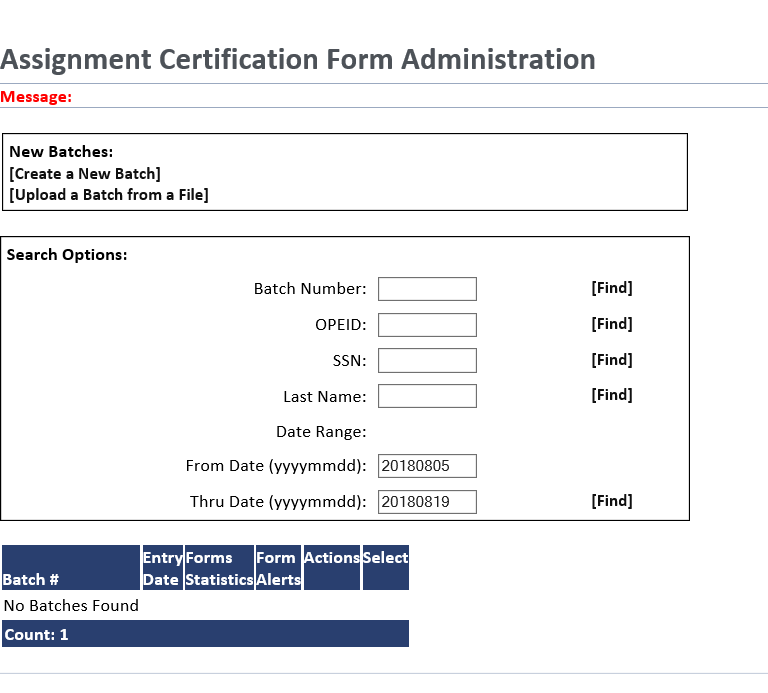 Assignment Certification Form Administration
Message:
New Batches:
[Create a New Batch]
[Upload a Batch from a File]
Search Options:
Batch Number: [Find]
OPEID: [Find]
SSN: [Find]
Last Name: [Find]
Date Range:
From Date (yyyymmdd): 20180805
Thru Date (yyyymmdd): 20180819 [Find]
Entry Forms Form Actions Select
Batch # Date Statistics Alerts
No Batches Found
Count: 1